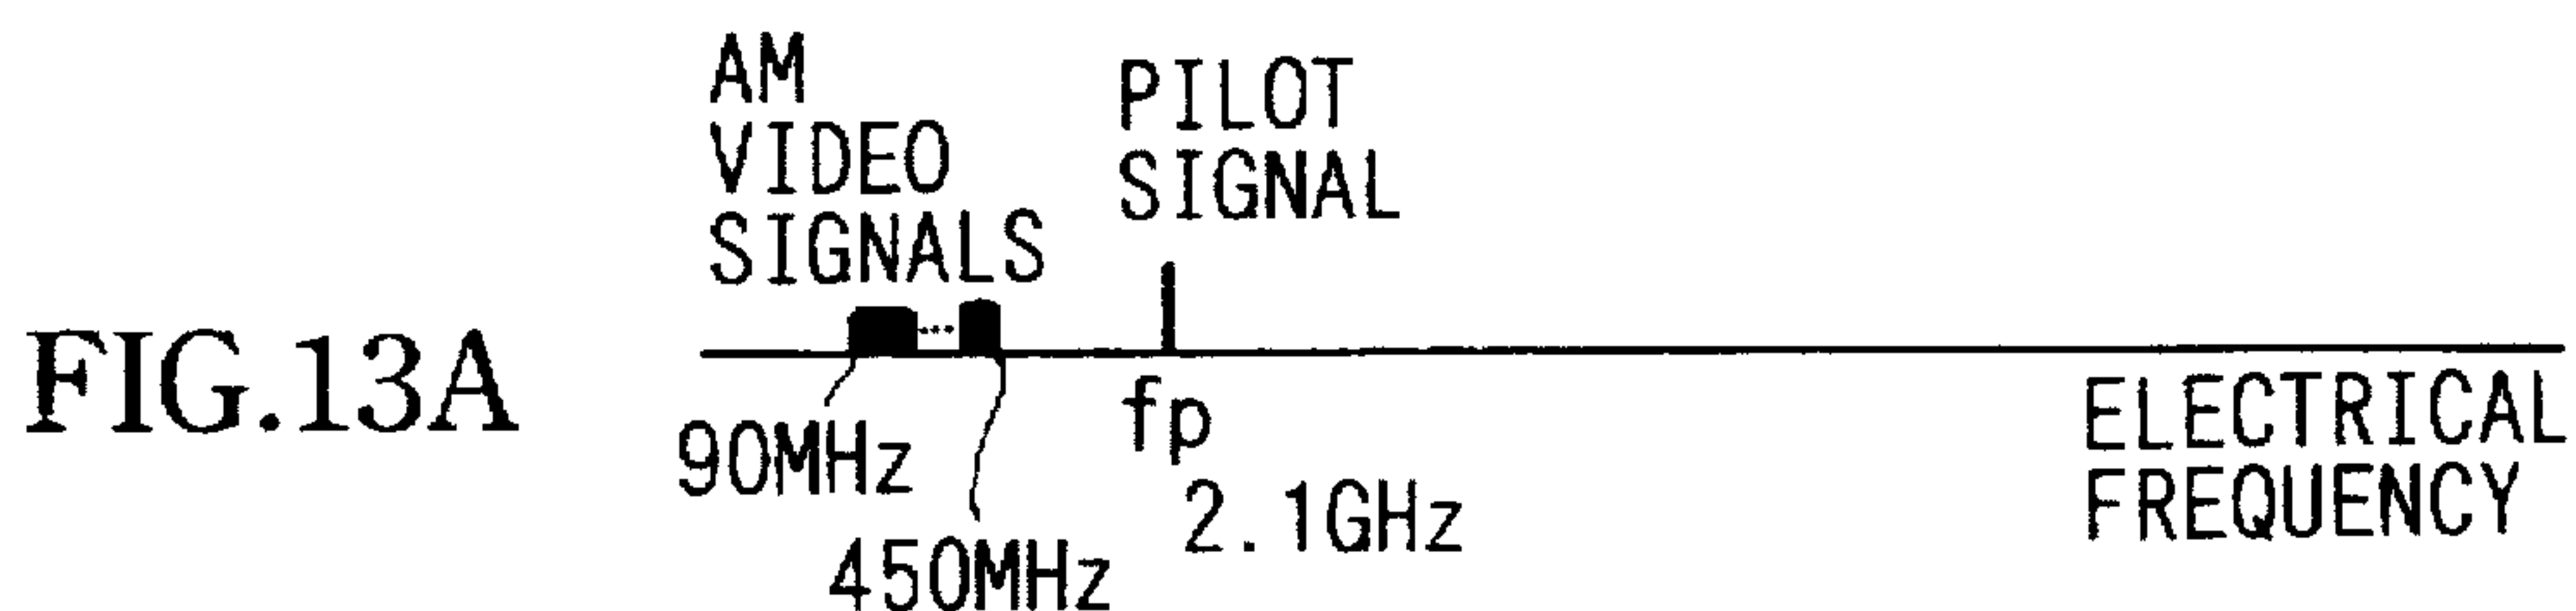 AM
VIDEO
SIGNALS
PILOT
SIGNAL
FIG.13A
90MHz
450MHz
fp
2.1GHz
ELECTRICAL
FREQUENCY